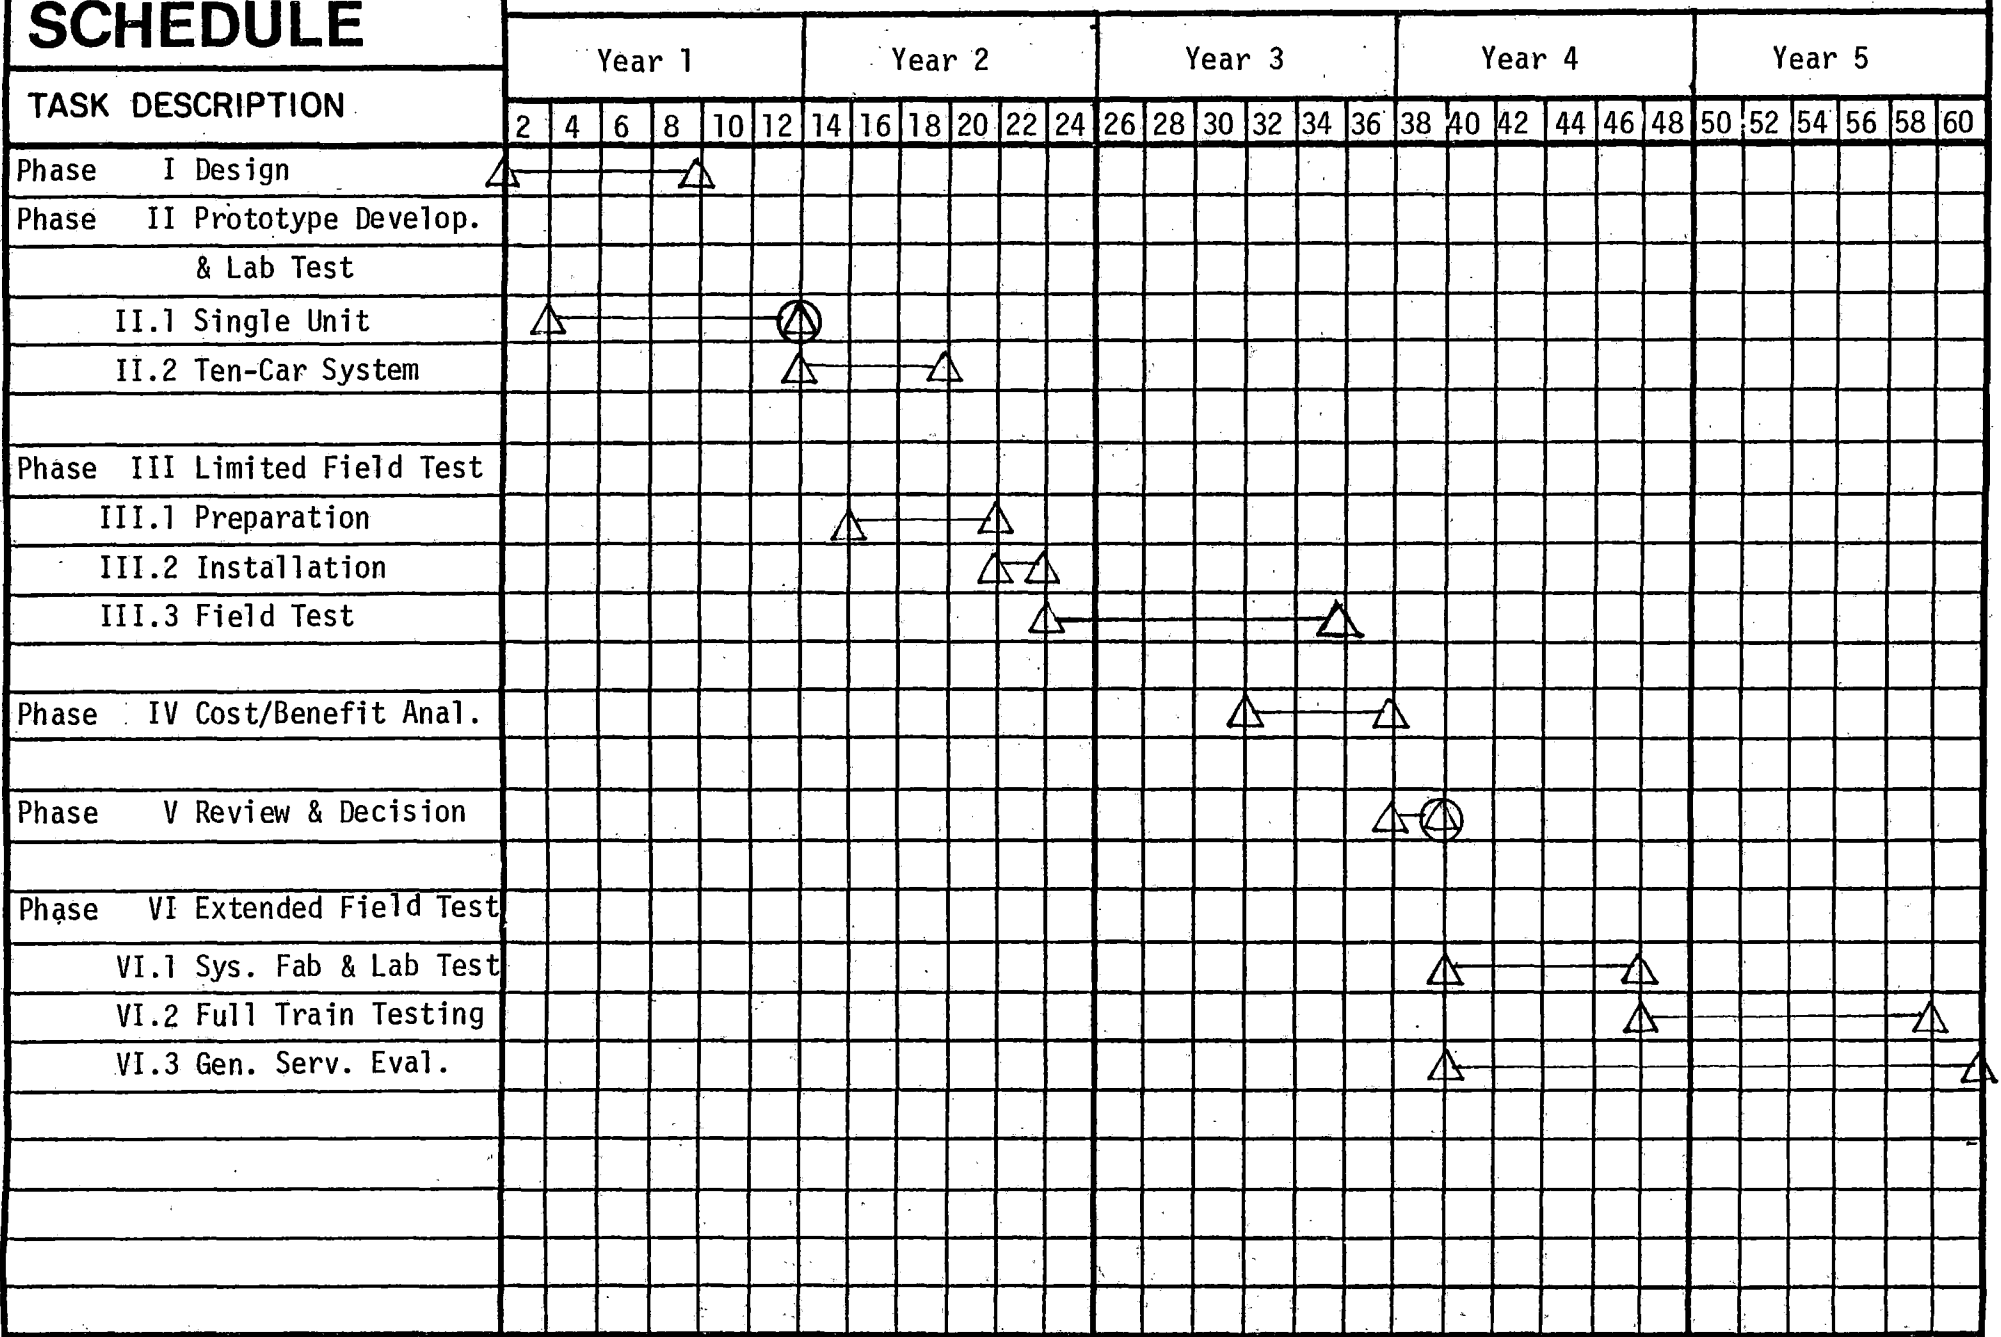 SCHEDULE
Year 1 Year 2 Year 3 Year 4 Year 5
TASK DESCRIPTION
2 4 6 8 10 12 14 16 18 20 22 24 26 28 30 32 34 36 38 40 42 44 46 48 50 52 54 56 58 60
Phase I Design
Phase II Prototype Develop.
& Lab Test
II.1 Single Unit
II.2 Ten-Car System
Phase III Limited Field Test
III.1 Preparation
III.2 Installation
III.3 Field Test
Phase IV Cost/Benefit Anal.
Phase V Review & Decision
Phase VI Extended Field Test
VI.1 Sys. Fab & Lab Test
VI.2 Full Train Testing
VI.3 Gen. Serv. Eval.